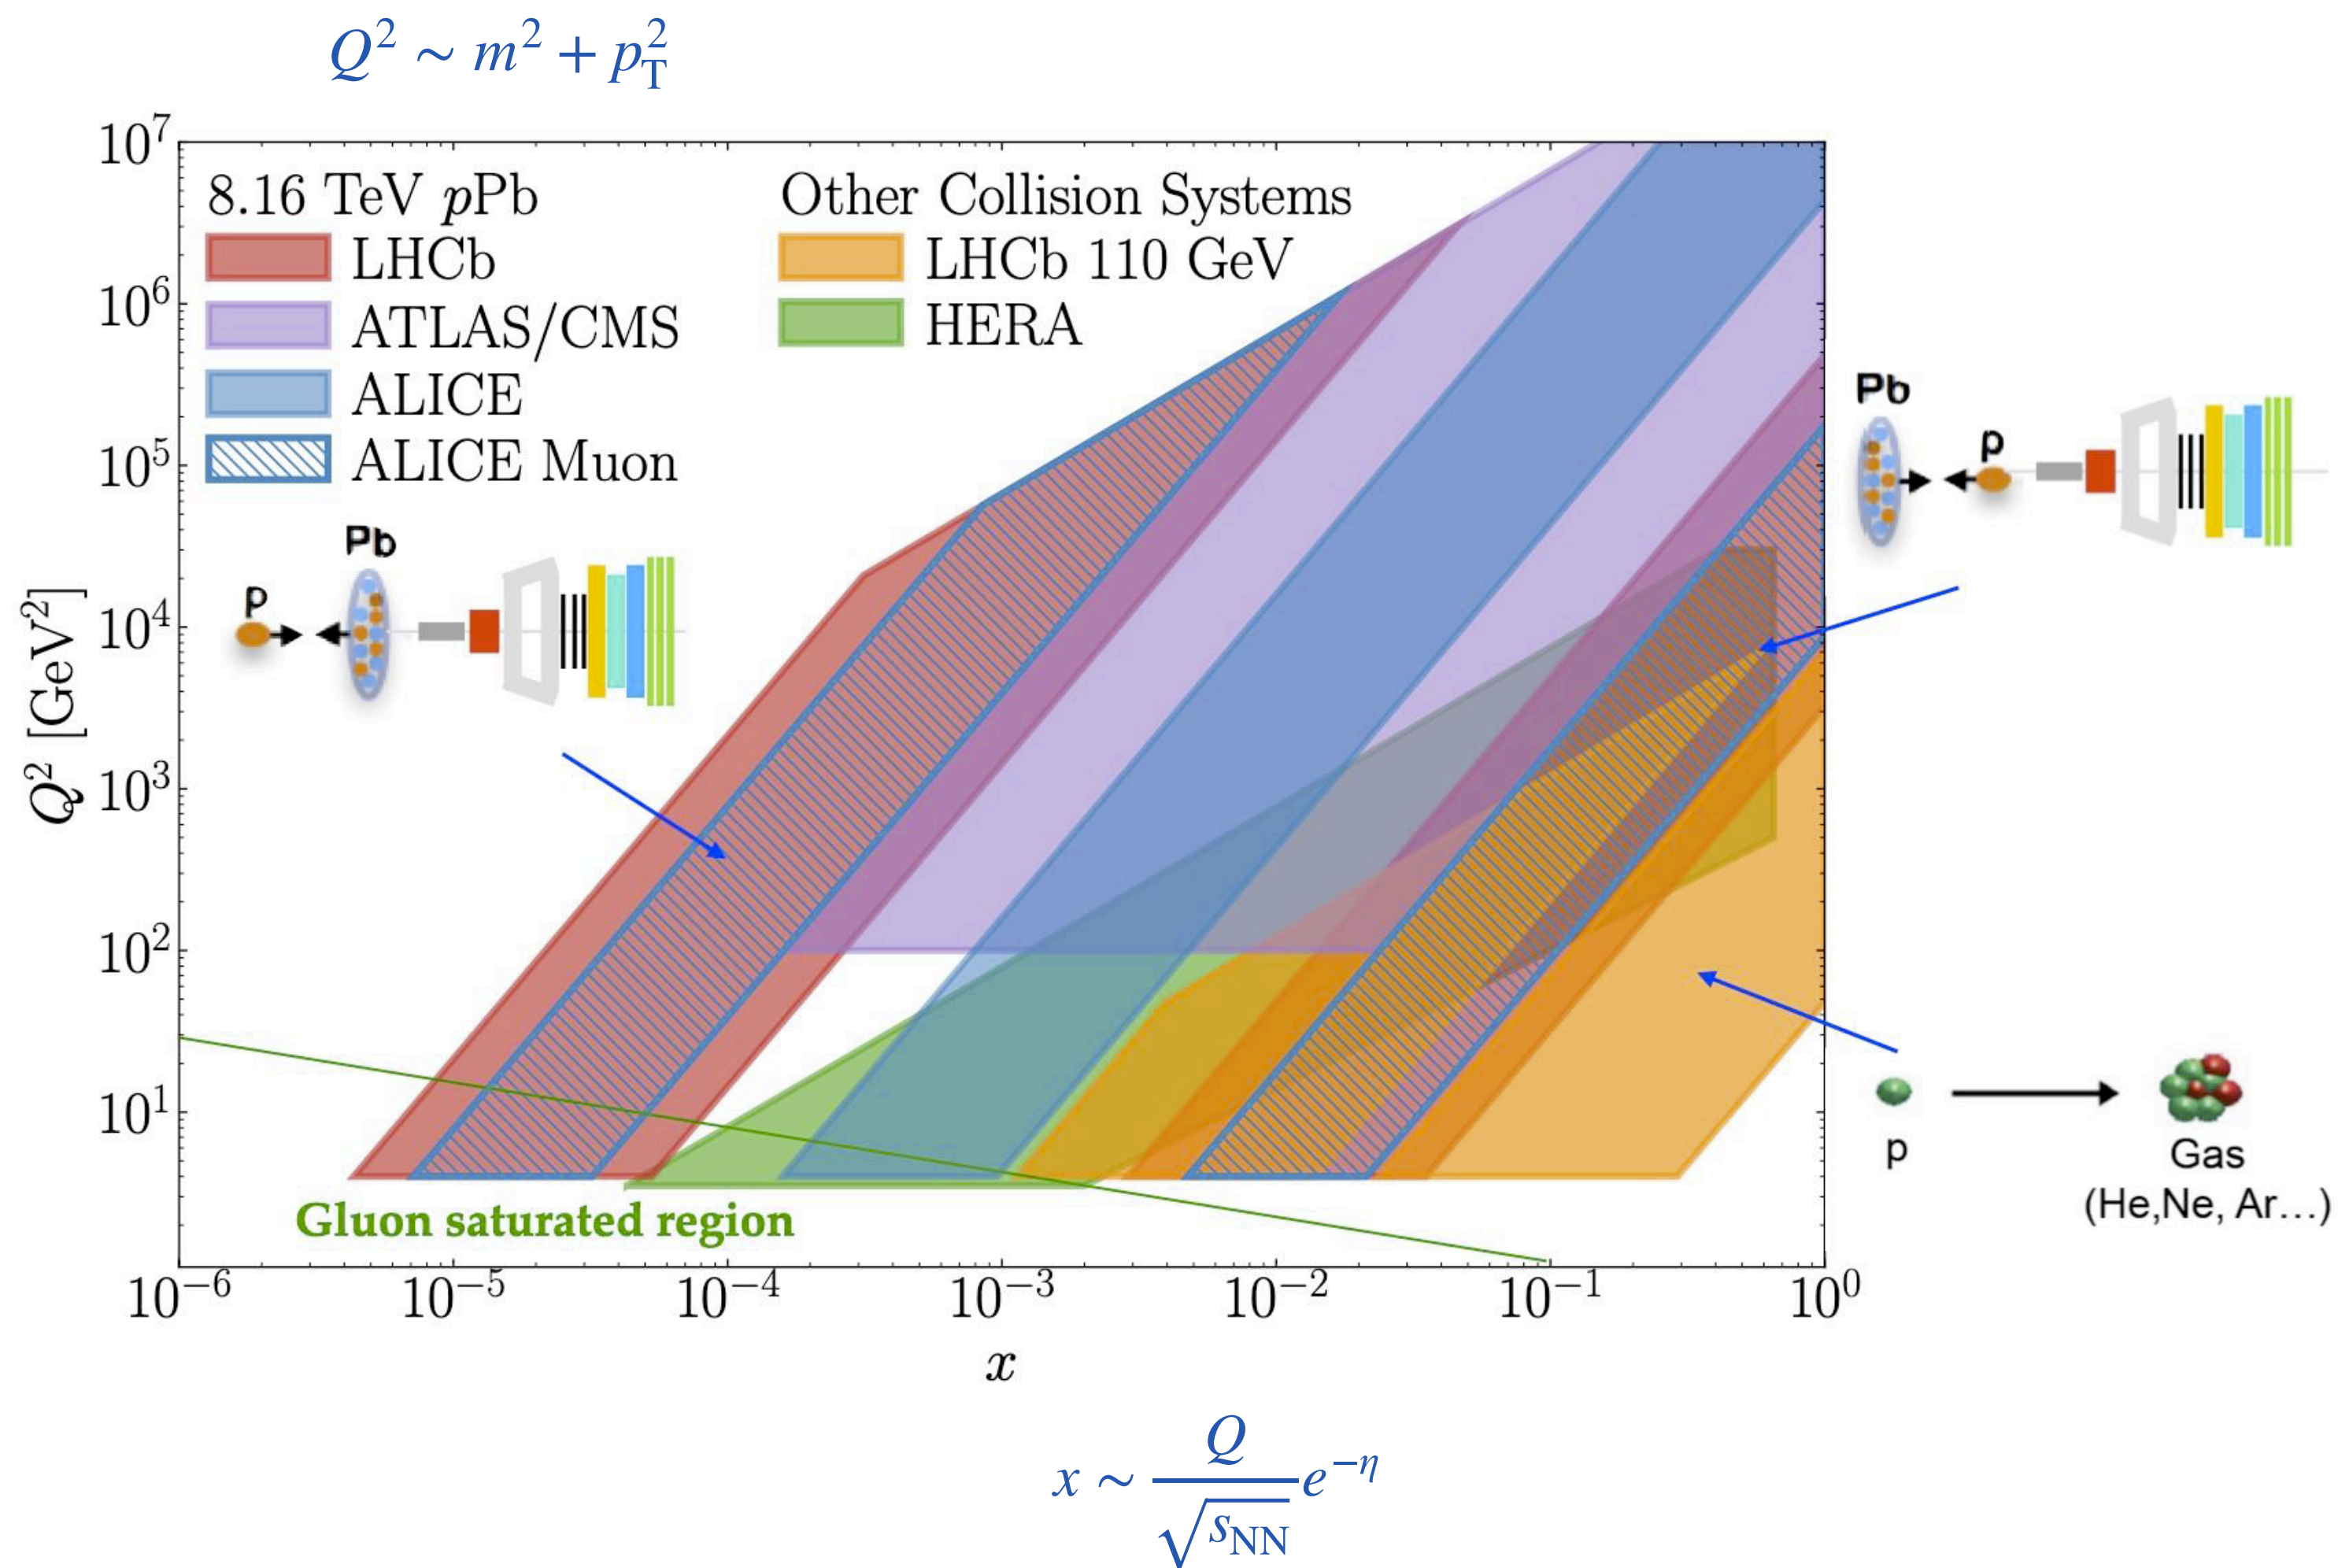 Q² ~ m² + p_T²
10⁷
10⁶
10⁵
10⁴
10³
10²
10¹
Q² [GeV²]
8.16 TeV pPb
LHCb
ATLAS/CMS
ALICE
ALICE Muon
Other Collision Systems
LHCb 110 GeV
HERA
Pb
p
Pb
p
Gluon saturated region
p
Gas
(He,Ne, Ar...)
10⁻⁶ 10⁻⁵ 10⁻⁴ 10⁻³ 10⁻² 10⁻¹ 10⁰
x
x ~ Q/√s_NN e^−η